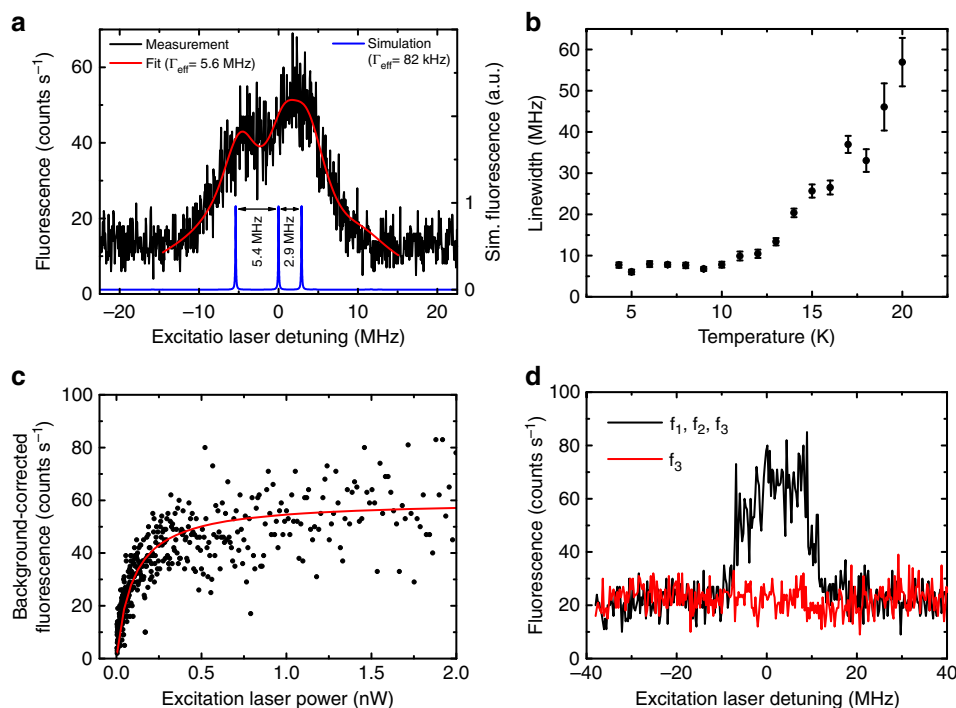 a
Measurement
Fit (Γeff= 5.6 MHz)
Simulation
(Γeff= 82 kHz)
Fluorescence (counts s⁻¹)
80
60
40
20
0
5.4 MHz
2.9 MHz
1
0
Sim. fluorescence (a.u.)
−20 −10 0 10 20
Excitatio laser detuning (MHz)
b
Linewidth (MHz)
60
50
40
30
20
10
0
5 10 15 20
Temperature (K)
c
Background-corrected
fluorescence (counts s⁻¹)
100
80
60
40
20
0
0.0 0.5 1.0 1.5 2.0
Excitation laser power (nW)
d
f₁, f₂, f₃
f₃
Fluorescence (counts s⁻¹)
100
80
60
40
20
0
−40 −20 0 20 40
Excitation laser detuning (MHz)